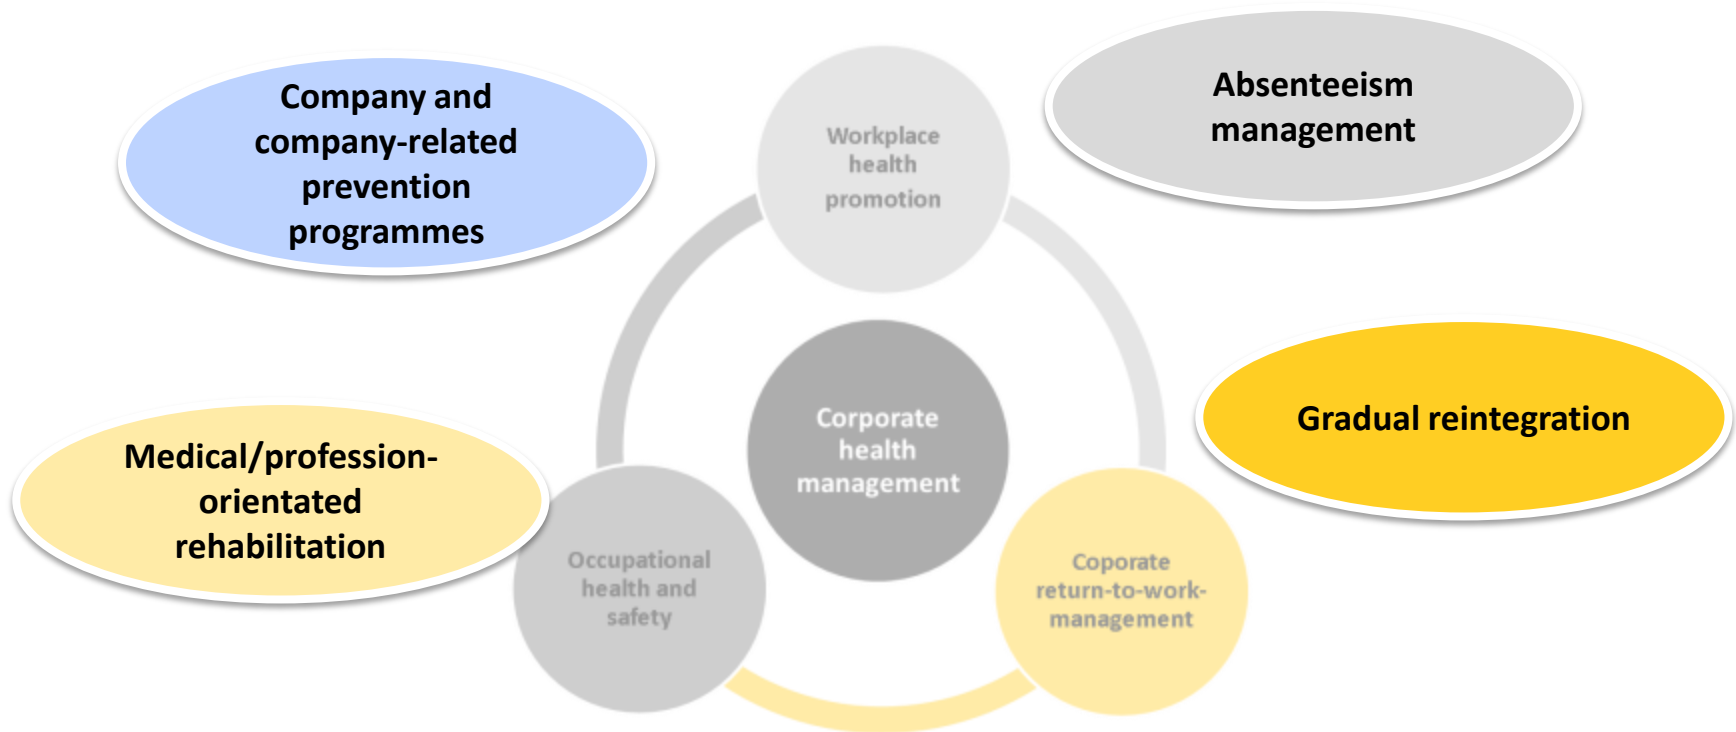 Company and
company-related
prevention
programmes
Workplace
health
promotion
Absenteeism
management
Medical/profession-
orientated
rehabilitation
Corporate
health
management
Gradual reintegration
Occupational
health and
safety
Coporate
return-to-work-
management